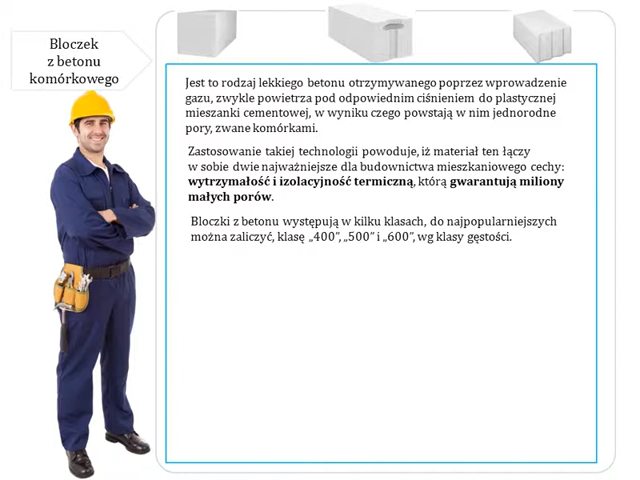 Bloczek
z betonu
komórkowego
Jest to rodzaj lekkiego betonu otrzymywanego poprzez wprowadzenie
gazu, zwykle powietrza pod odpowiednim ciśnieniem do plastycznej
mieszanki cementowej, w wyniku czego powstają w nim jednorodne
pory, zwane komórkami.
Zastosowanie takiej technologii powoduje, iż materiał ten łączy
w sobie dwie najważniejsze dla budownictwa mieszkaniowego cechy:
wytrzymałość i izolacyjność termiczną, którą gwarantują miliony
małych porów.
Bloczki z betonu występują w kilku klasach, do najpopularniejszych
można zaliczyć, klasę „400”, „500” i „600”, wg klasy gęstości.